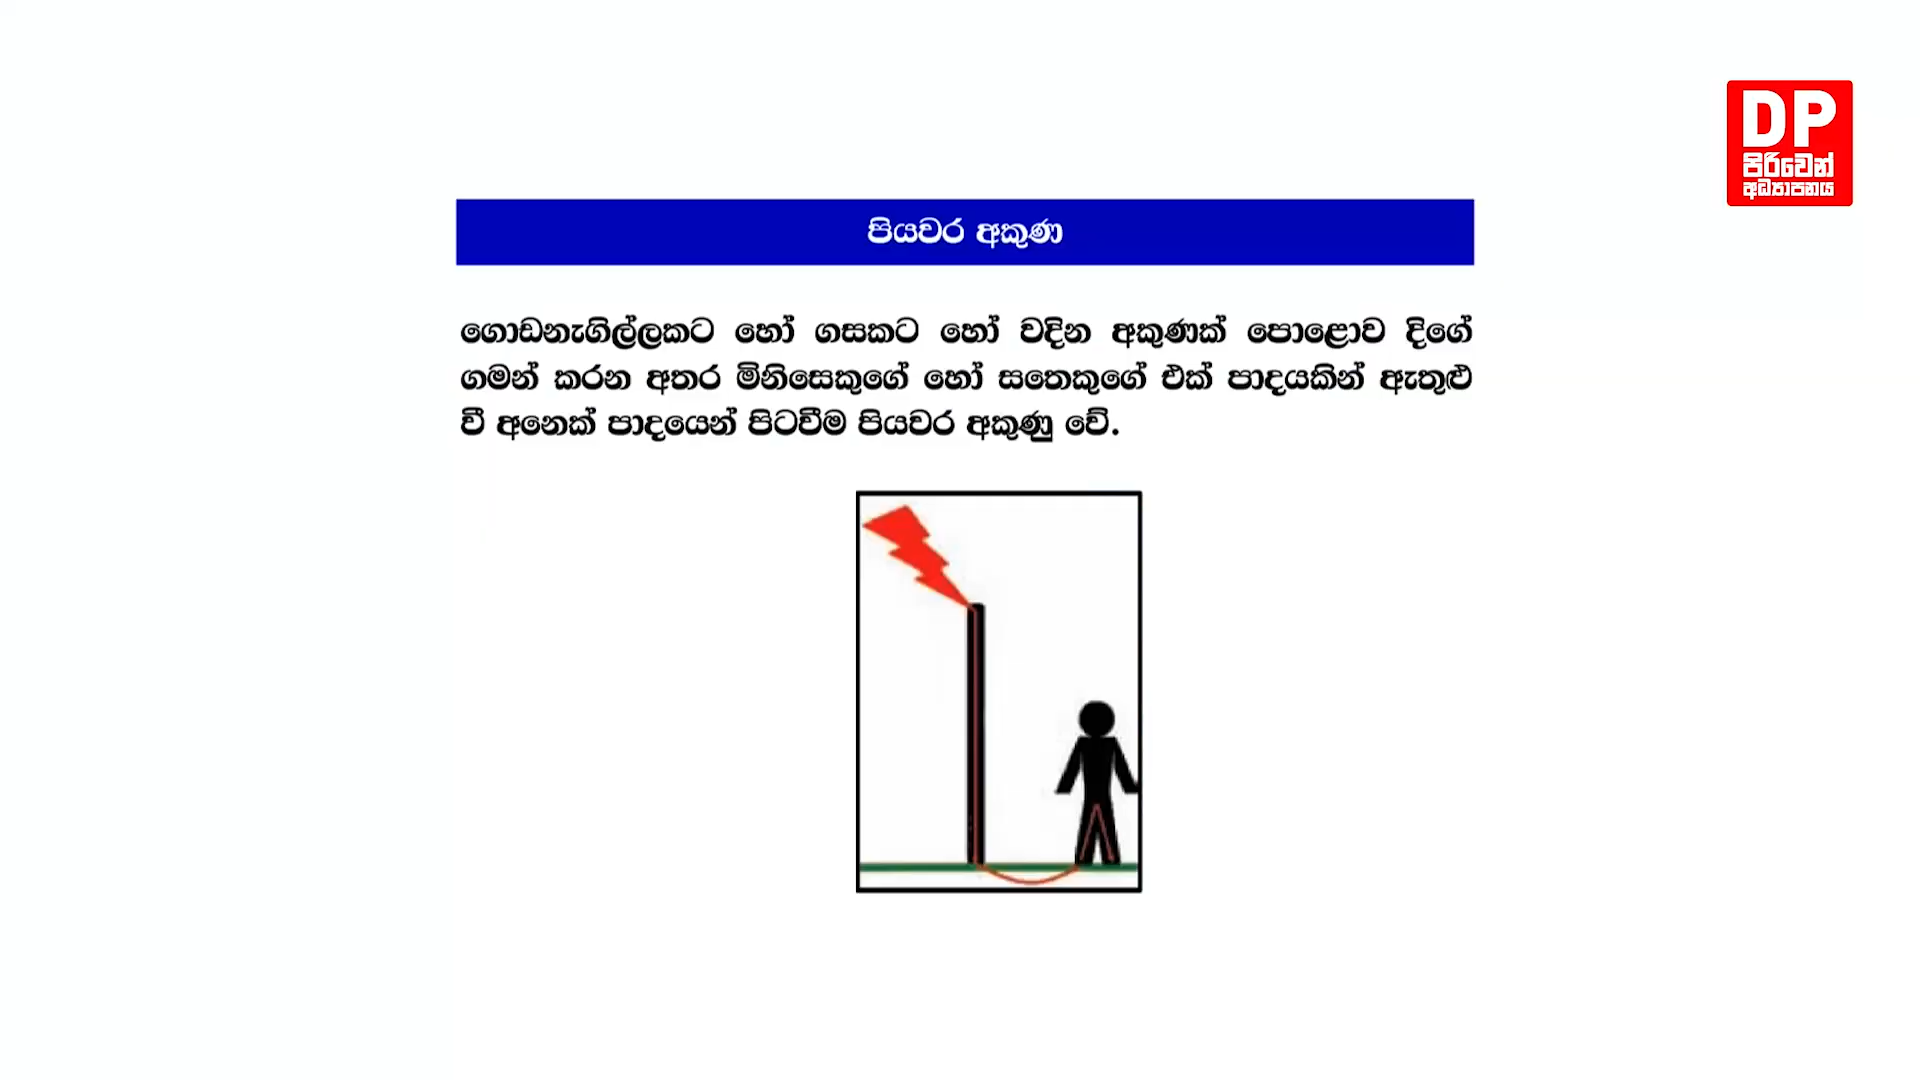 DP
පිරිවෙන්
අධ්‍යාපනය
පියවර අකුණ
ගොඩනැගිල්ලකට හෝ ගසකට හෝ වදින අකුණක් පොළොව දිගේ
ගමන් කරන අතර මිනිසෙකුගේ හෝ සතෙකුගේ එක් පාදයකින් ඇතුළු
වී අනෙක් පාදයෙන් පිටවීම පියවර අකුණු වේ.